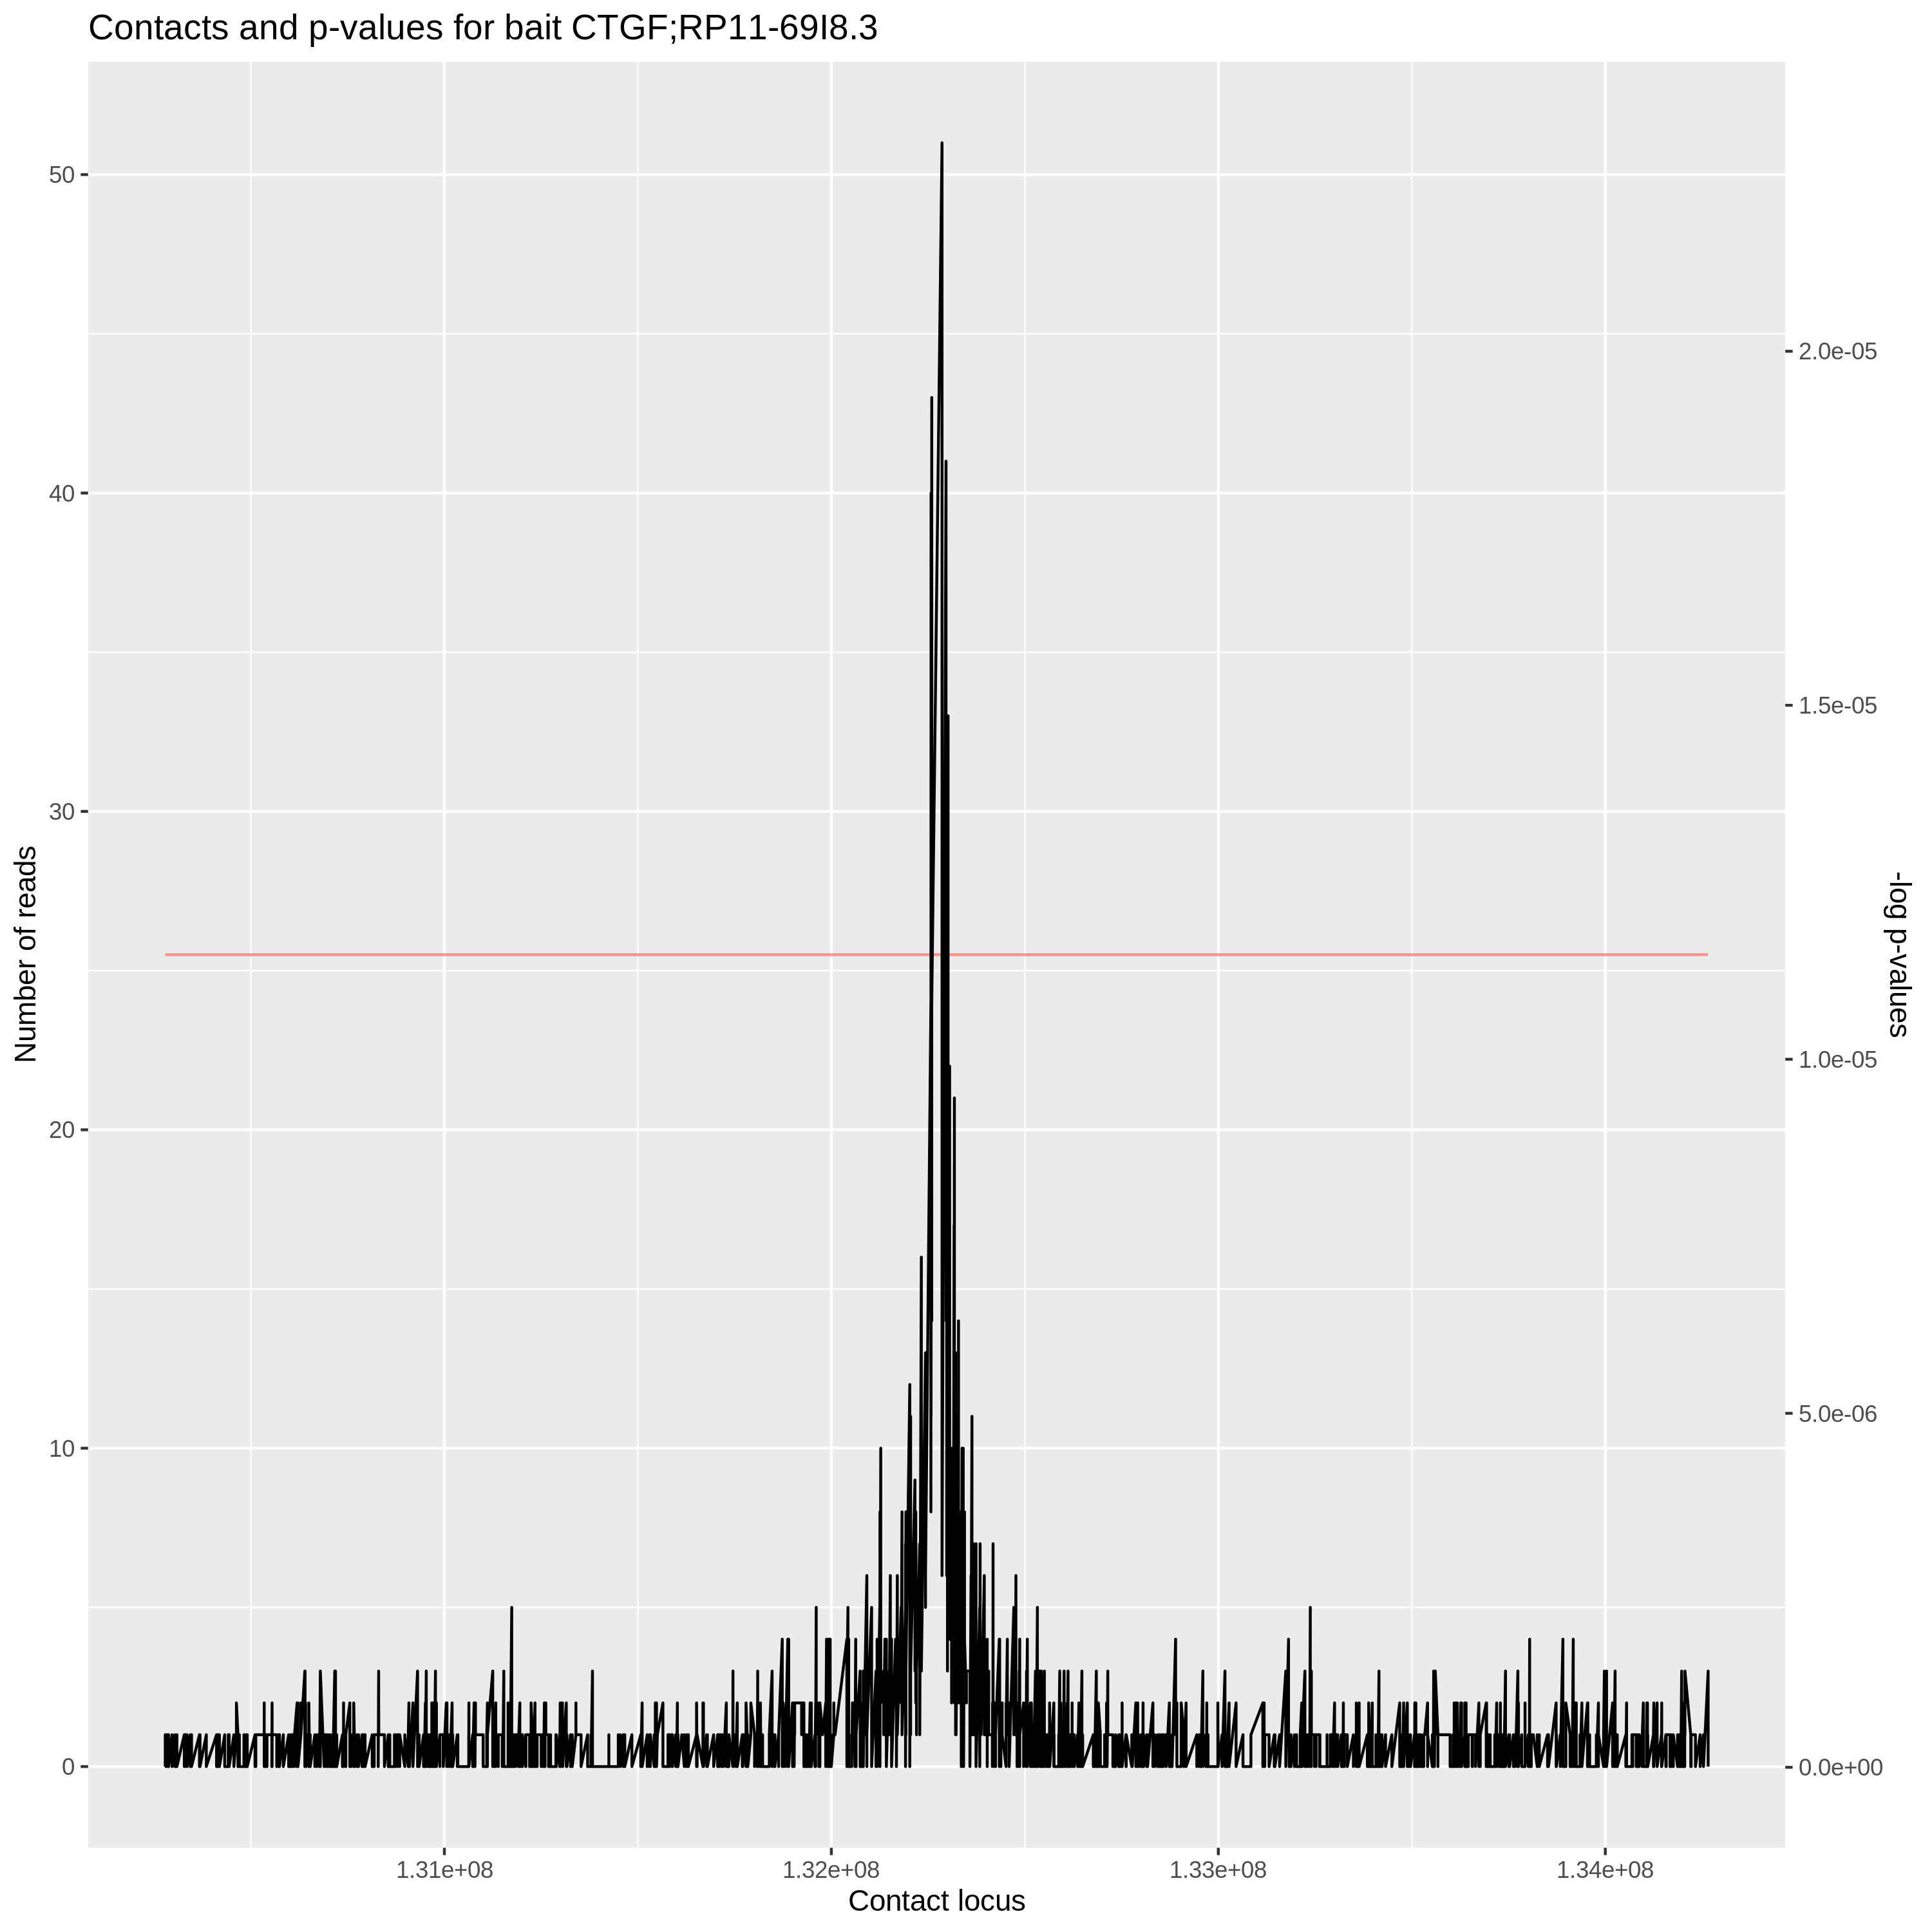 Contacts and p-values for bait CTGF;RP11-69I8.3
50
40
30
20
10
0
Number of reads
2.0e-05
1.5e-05
1.0e-05
5.0e-06
0.0e+00
-log p-values
1.31e+08
1.32e+08
1.33e+08
1.34e+08
Contact locus